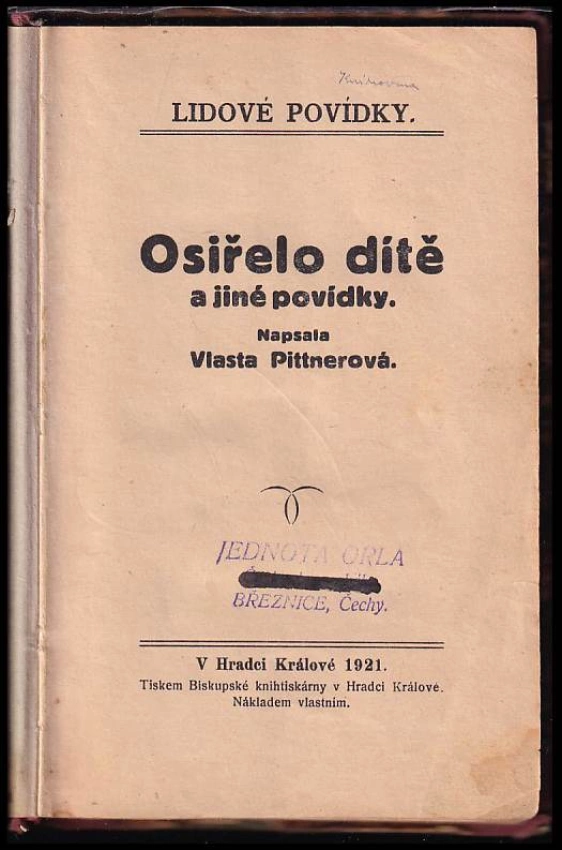 Knihovna
LIDOVÉ POVÍDKY.
Osiřelo dítě
a jiné povídky.
Napsala
Vlasta Pittnerová.
JEDNOTA ORLA
BŘEZNICE, Čechy.
V Hradci Králové 1921.
Tiskem Biskupské knihtiskárny v Hradci Králové.
Nákladem vlastním.